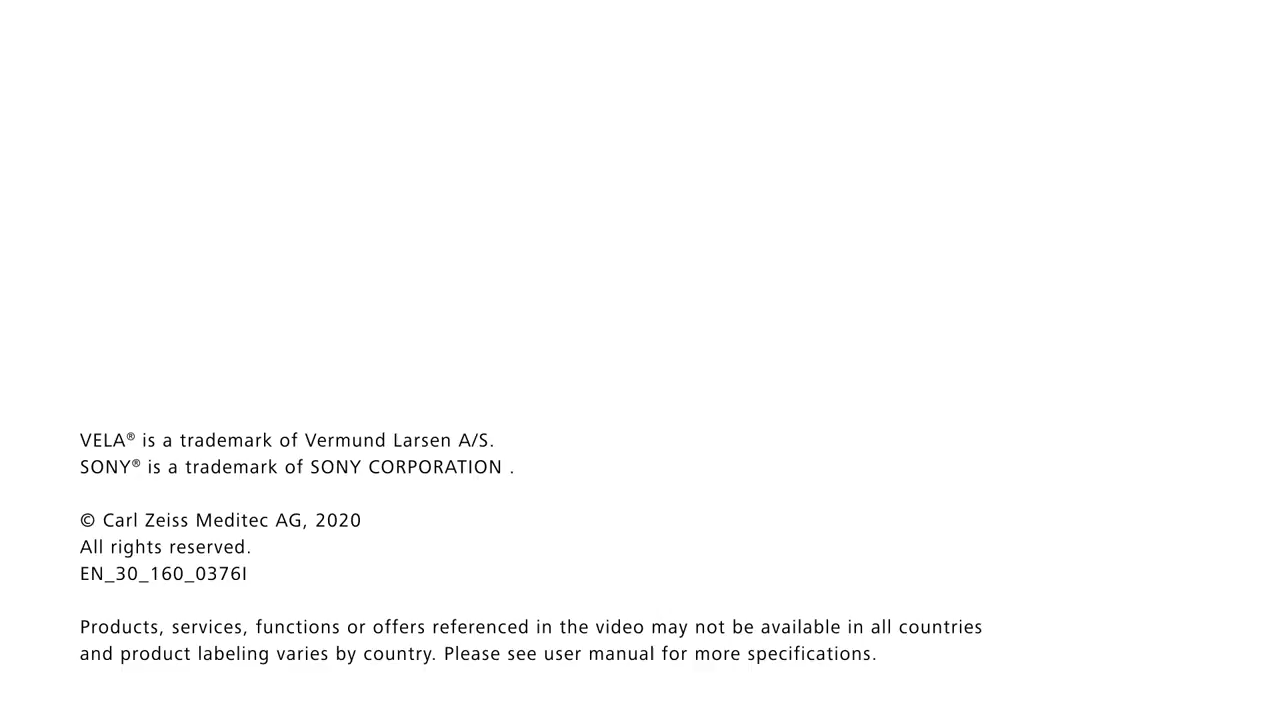 VELA® is a trademark of Vermund Larsen A/S.
SONY® is a trademark of SONY CORPORATION .
© Carl Zeiss Meditec AG, 2020
All rights reserved.
EN_30_160_0376I
Products, services, functions or offers referenced in the video may not be available in all countries
and product labeling varies by country. Please see user manual for more specifications.